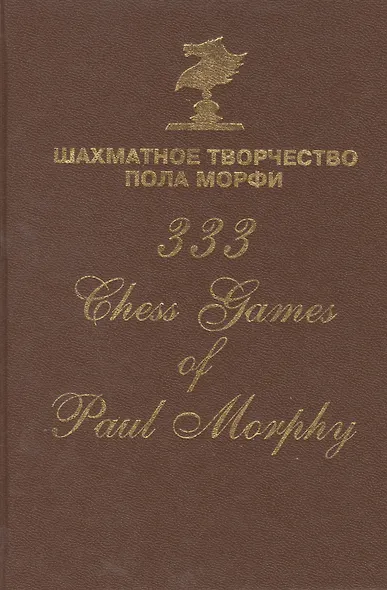 ШАХМАТНОЕ ТВОРЧЕСТВО
ПОЛА МОРФИ
333
Chess Games
of
Paul Morphy